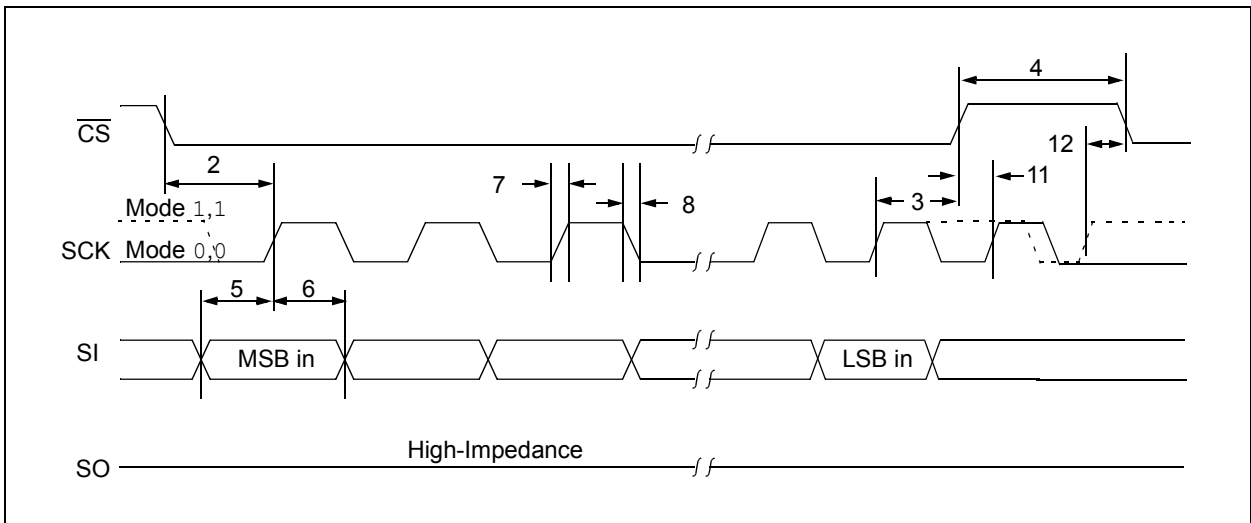 4
CS
12
2
11
7
8
3
Mode 1,1
SCK Mode 0,0
5 6
SI MSB in LSB in
High-Impedance
SO